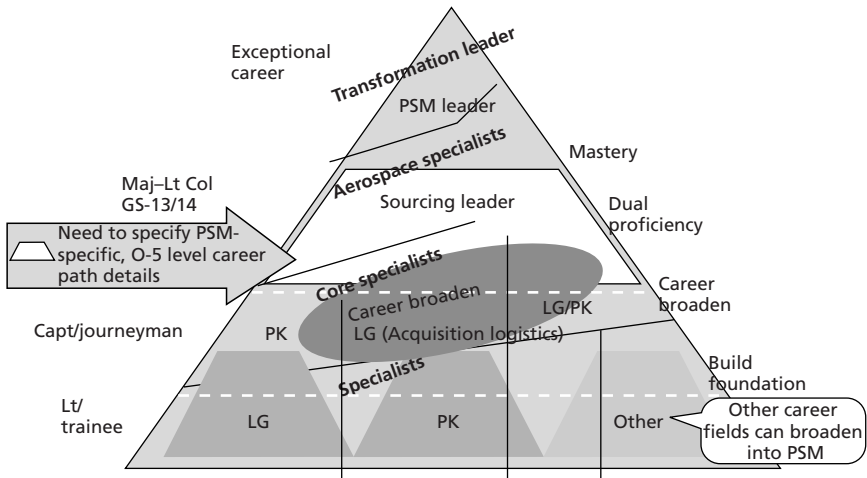 Exceptional
career
Transformation leader
PSM leader
Aerospace specialists
Mastery
Maj–Lt Col
GS-13/14
Sourcing leader
Dual
proficiency
Need to specify PSM-
specific, O-5 level career
path details
Core specialists
Career broaden
Career
broaden
LG/PK
Capt/journeyman
PK
LG (Acquisition logistics)
Specialists
Build
foundation
Lt/
trainee
LG
PK
Other
Other career
fields can broaden
into PSM